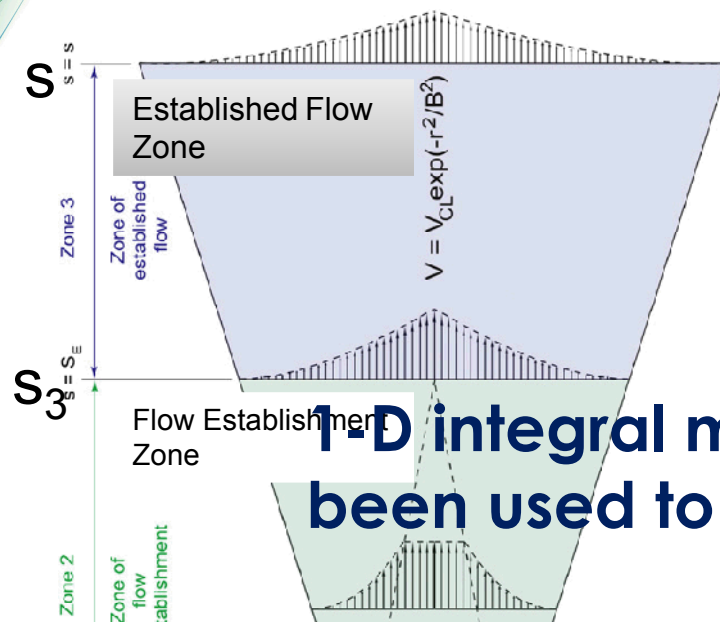 S
s = s
Established Flow
Zone
V = V_CL exp(-r²/B²)
Zone 3
Zone of
established
flow
S₃
s = S_E
Flow Establishment
Zone
1-D integral m
been used to
Zone 2
Zone of
flow
ablishment